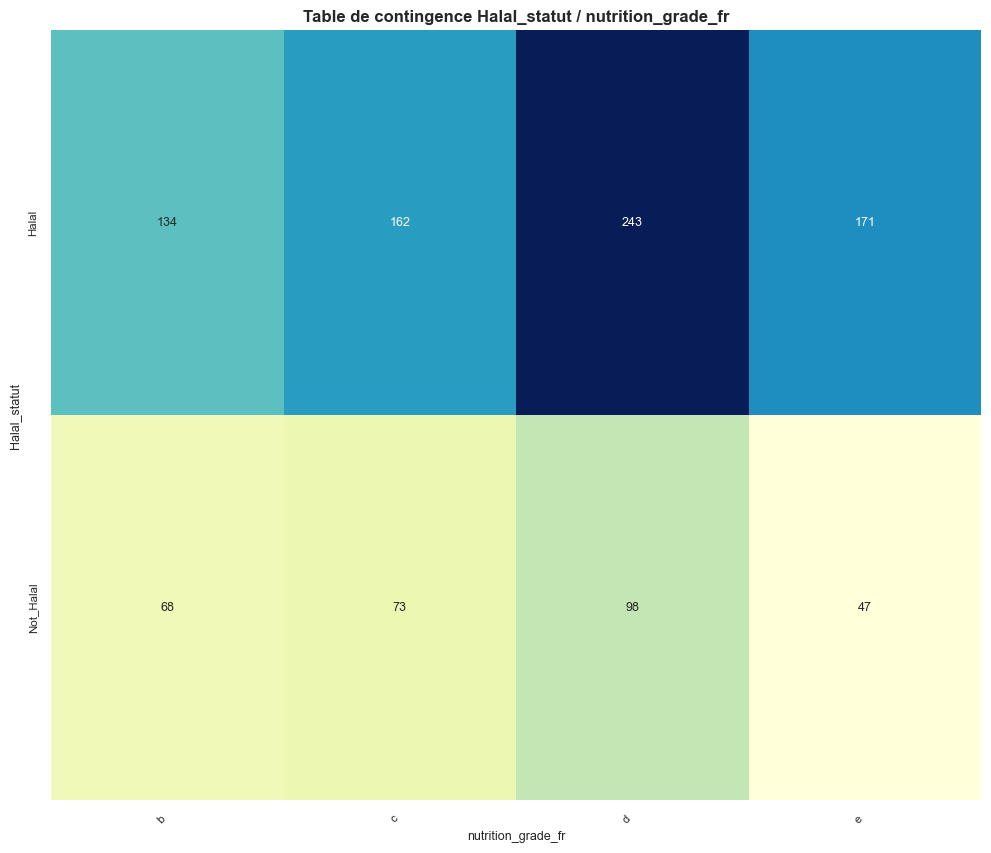 Table de contingence Halal_statut / nutrition_grade_fr
Halal_statut
Halal
134 162 243 171
Not_Halal
68 73 98 47
b c d e
nutrition_grade_fr